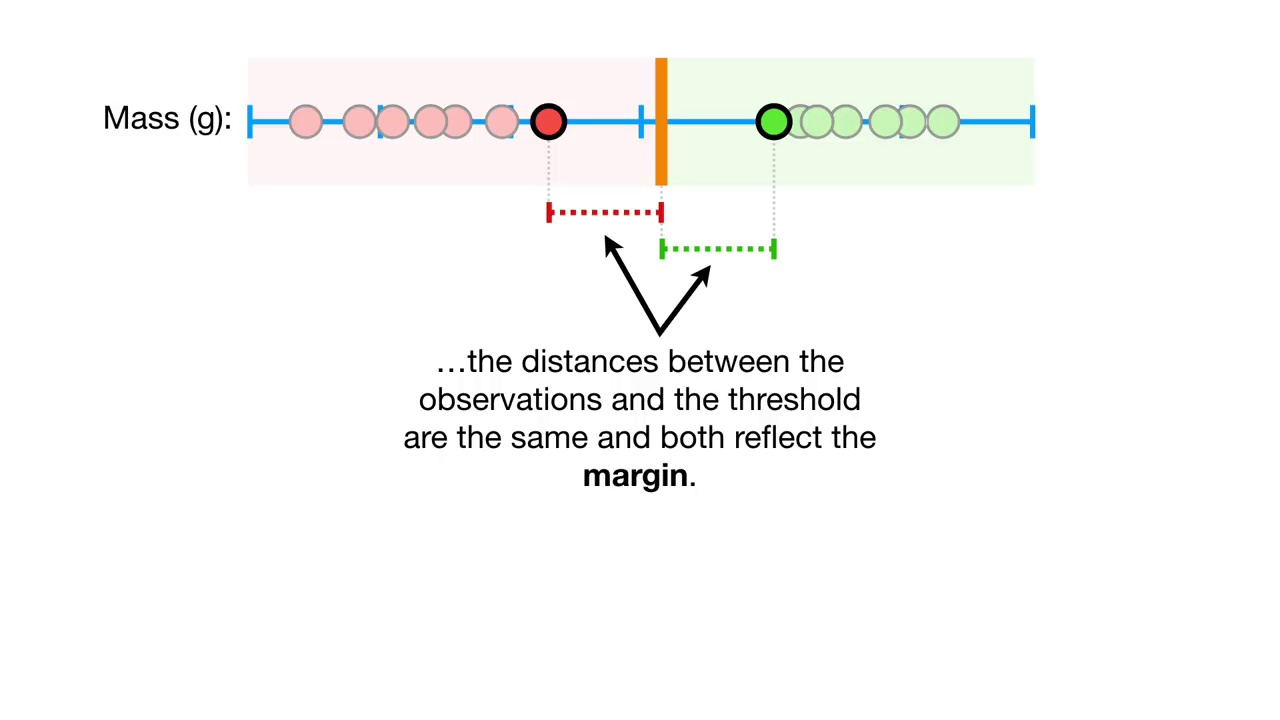 Mass (g):
…the distances between the
observations and the threshold
are the same and both reflect the
margin.